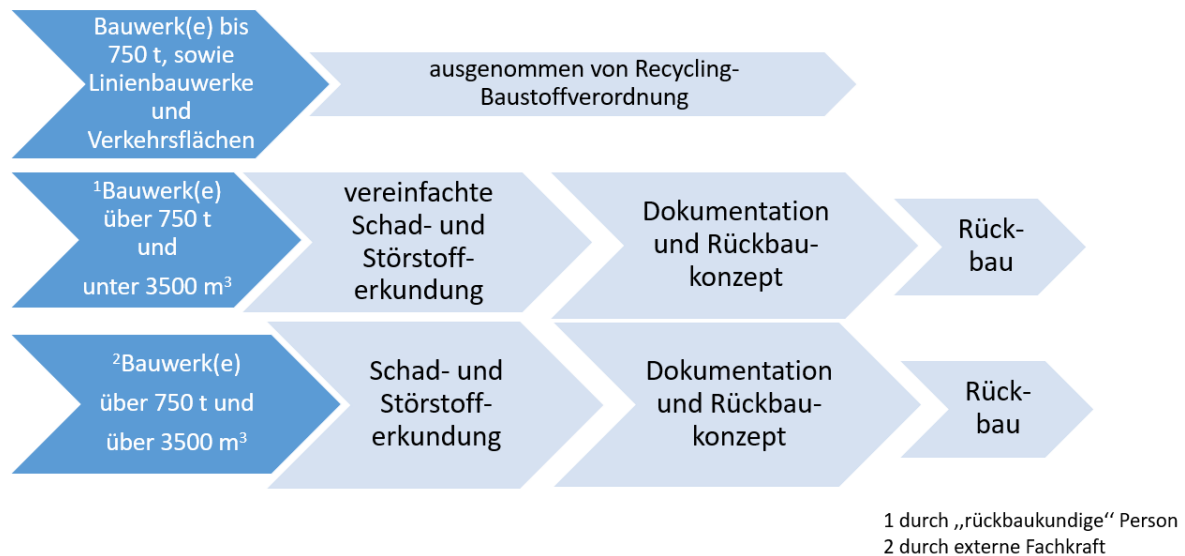 Bauwerk(e) bis
750 t, sowie
Linienbauwerke
und
Verkehrsflächen
ausgenommen von Recycling-
Baustoffverordnung
¹Bauwerk(e)
über 750 t
und
unter 3500 m³
vereinfachte
Schad- und
Störstoff-
erkundung
Dokumentation
und Rückbau-
konzept
Rück-
bau
²Bauwerk(e)
über 750 t und
über 3500 m³
Schad- und
Störstoff-
erkundung
Dokumentation
und Rückbau-
konzept
Rück-
bau
1 durch ,,rückbaukundige‘‘ Person
2 durch externe Fachkraft